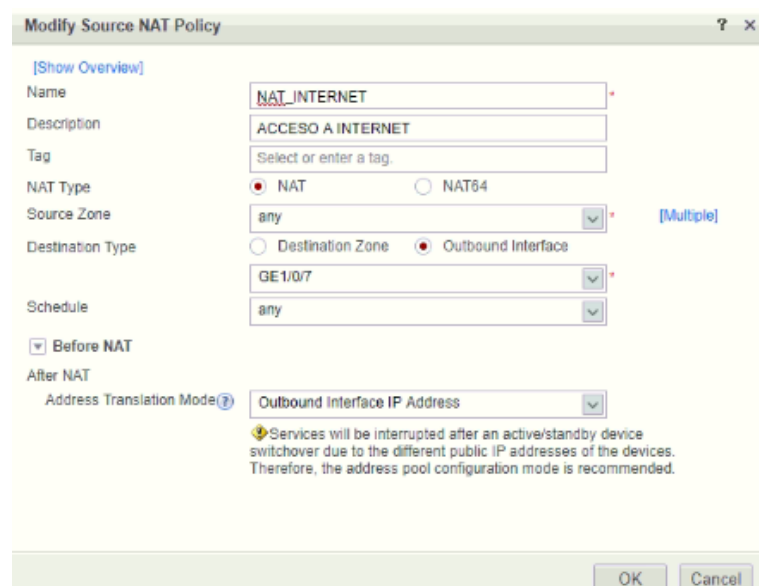 Modify Source NAT Policy ? ×
[Show Overview]
Name NAT_INTERNET *
Description ACCESO A INTERNET
Tag Select or enter a tag.
NAT Type NAT NAT64
Source Zone any * [Multiple]
Destination Type Destination Zone Outbound Interface
GE1/0/7 *
Schedule any
Before NAT
After NAT
Address Translation Mode ? Outbound Interface IP Address
Services will be interrupted after an active/standby device
switchover due to the different public IP addresses of the devices.
Therefore, the address pool configuration mode is recommended.
OK Cancel